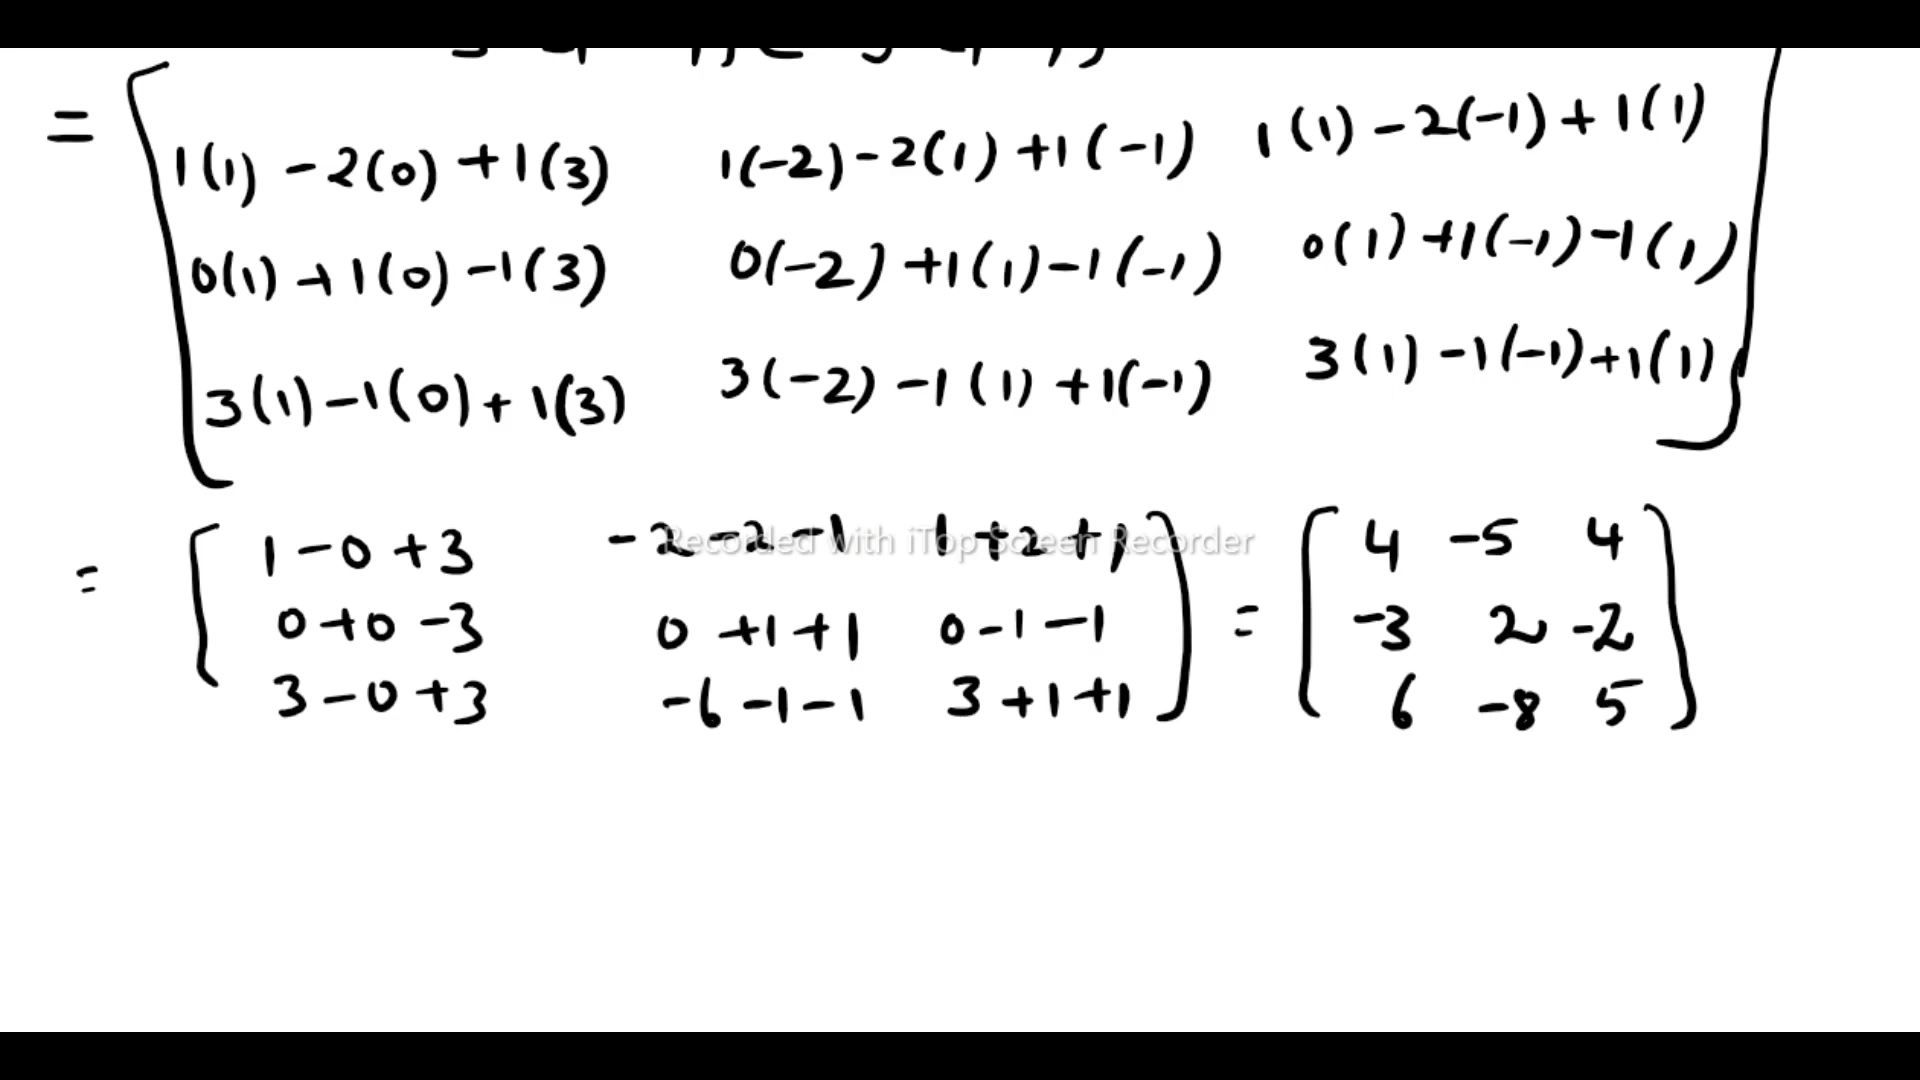 =
1(1) - 2(0) + 1(3) 1(-2) - 2(1) + 1(-1) 1(1) - 2(-1) + 1(1)
0(1) + 1(0) - 1(3) 0(-2) + 1(1) - 1(-1) 0(1) + 1(-1) - 1(1)
3(1) - 1(0) + 1(3) 3(-2) - 1(1) + 1(-1) 3(1) - 1(-1) + 1(1)
Recorded with iTop Screen Recorder
1 - 0 + 3 -2 - 2 - 1 1 + 2 + 1 4 -5 4
= 0 + 0 - 3 0 + 1 + 1 0 - 1 - 1 = -3 2 -2
3 - 0 + 3 -6 - 1 - 1 3 + 1 + 1 6 -8 5